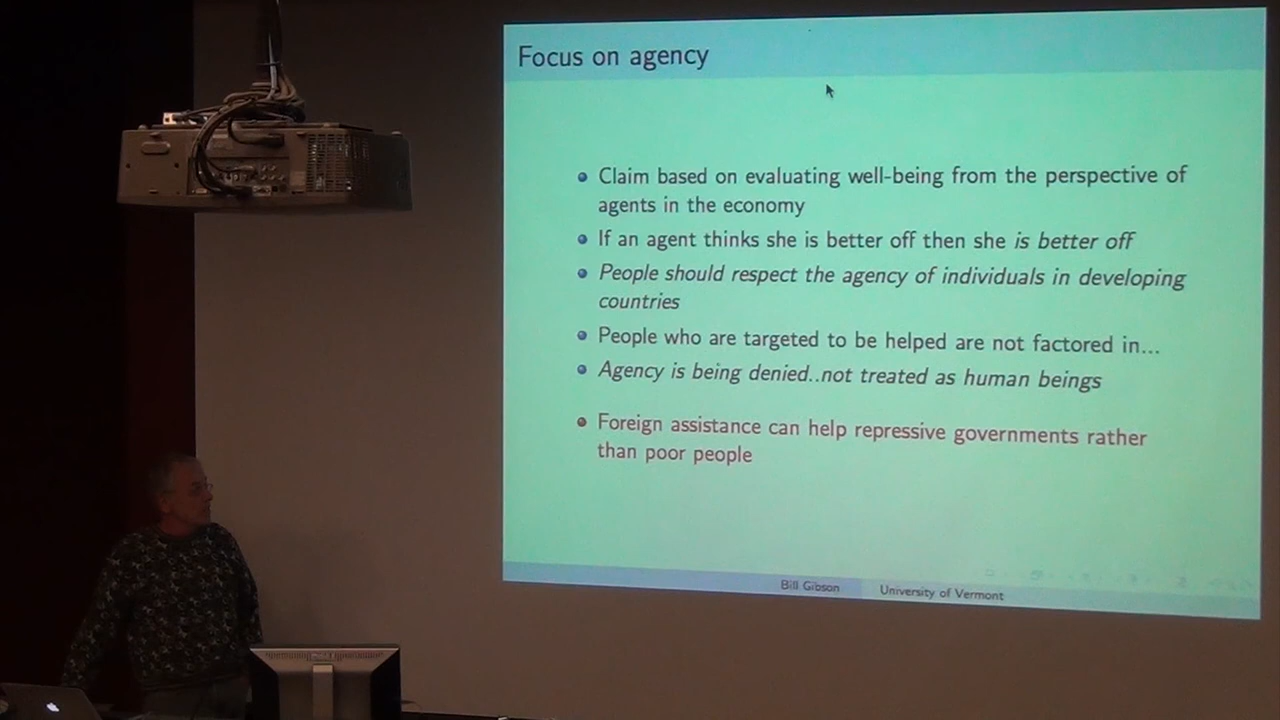 Focus on agency
Claim based on evaluating well-being from the perspective of
agents in the economy
If an agent thinks she is better off then she is better off
People should respect the agency of individuals in developing
countries
People who are targeted to be helped are not factored in...
Agency is being denied..not treated as human beings
Foreign assistance can help repressive governments rather
than poor people
Bill Gibson
University of Vermont